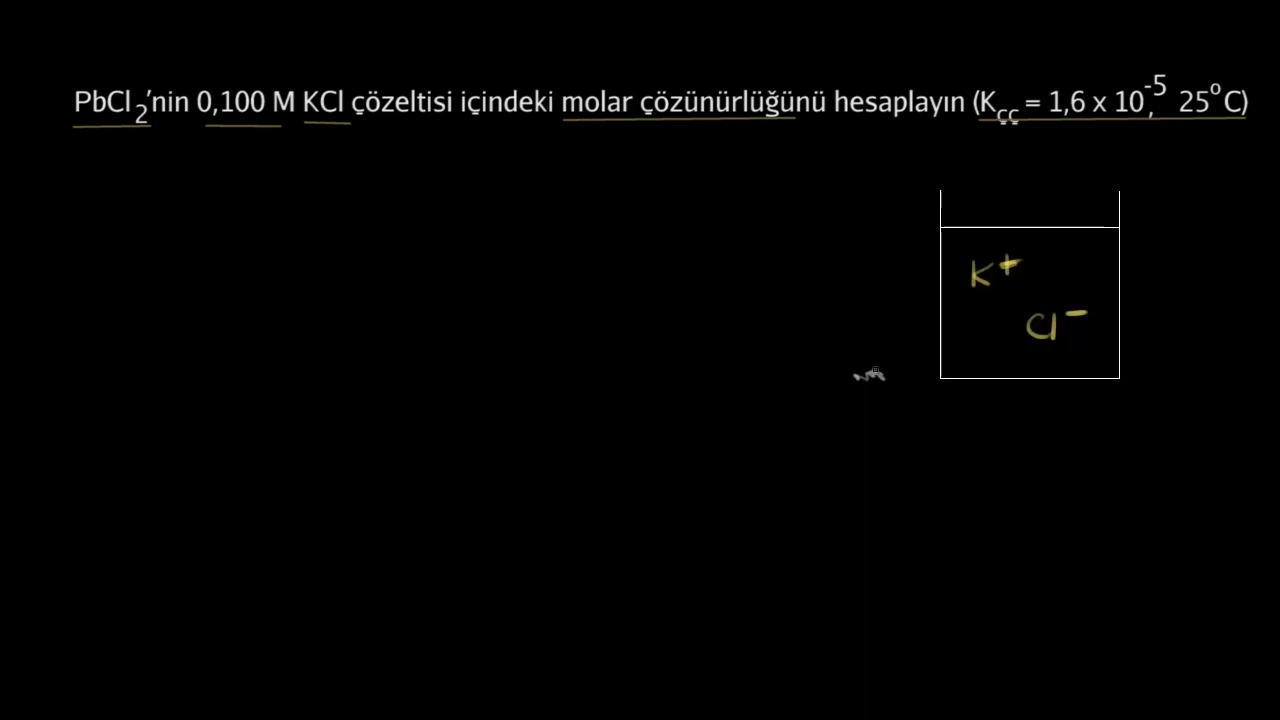 PbCl₂'nin 0,100 M KCl çözeltisi içindeki molar çözünürlüğünü hesaplayın (Kçç = 1,6 x 10⁻⁵, 25°C)
K⁺
Cl⁻